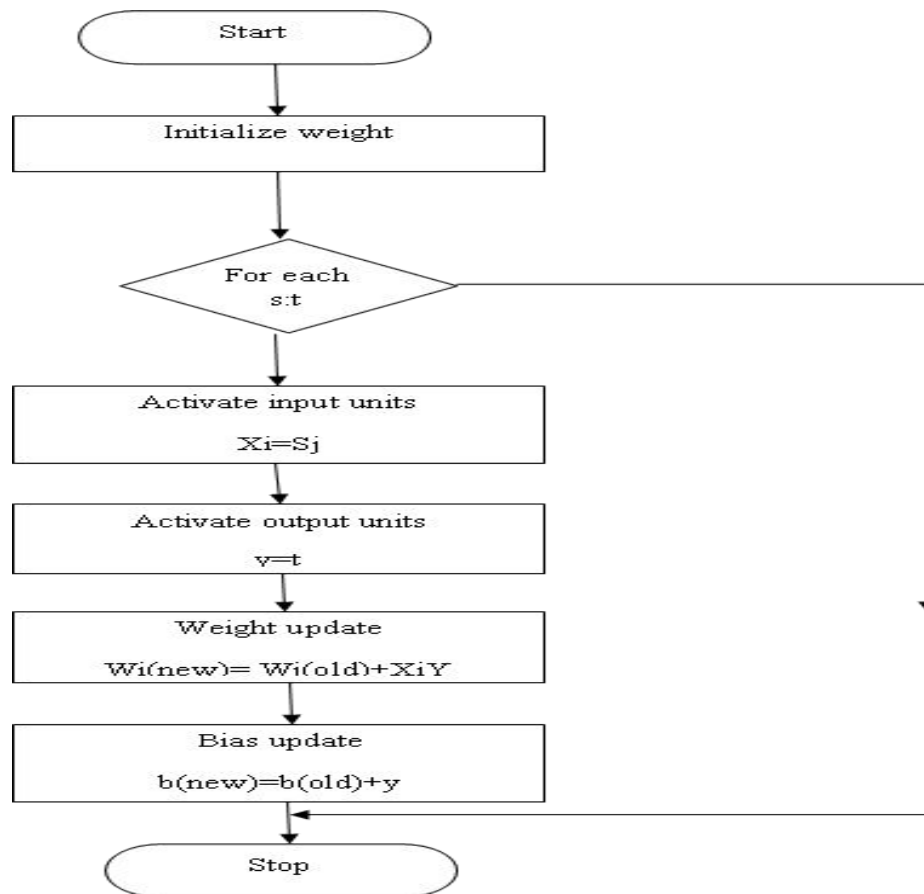 Start
Initialize weight
For each
s:t
Activate input units
Xi=Sj
Activate output units
y=t
Weight update
Wi(new)= Wi(old)+XiY
Bias update
b(new)=b(old)+y
Stop